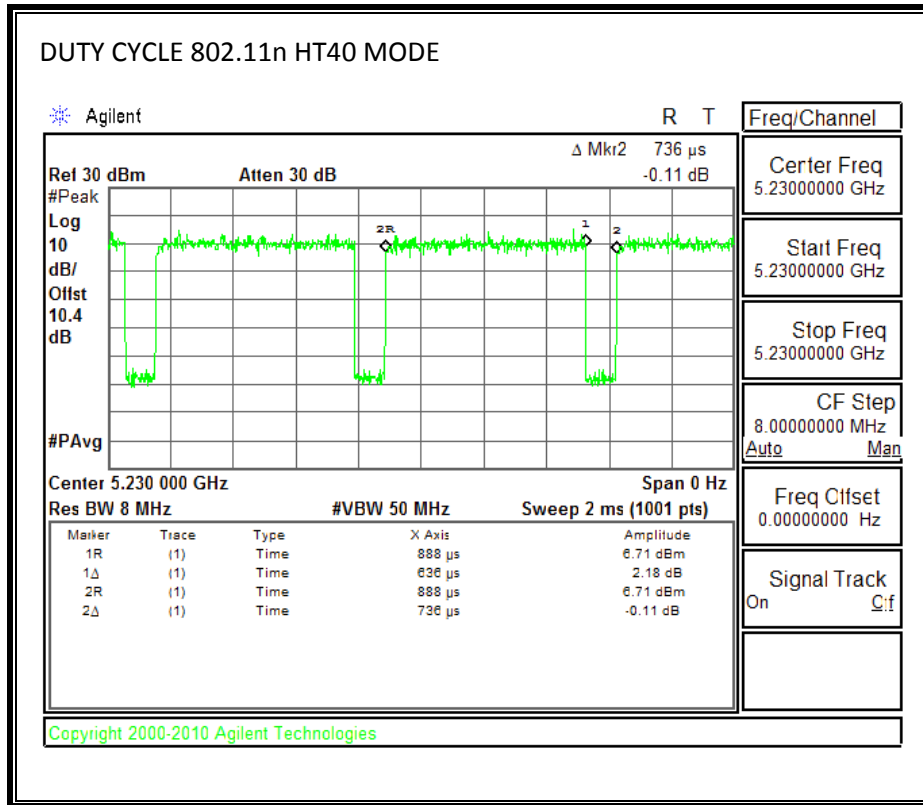 DUTY CYCLE 802.11n HT40 MODE
Agilent R T Freq/Channel
Δ Mkr2 736 µs
Ref 30 dBm Atten 30 dB -0.11 dB
#Peak
Log
10
dB/
Offst
10.4
dB
2R 1 2
#PAvg
Center 5.230 000 GHz Span 0 Hz
Res BW 8 MHz #VBW 50 MHz Sweep 2 ms (1001 pts)
Marker Trace Type X Axis Amplitude
1R (1) Time 888 µs 6.71 dBm
1Δ (1) Time 636 µs 2.18 dB
2R (1) Time 888 µs 6.71 dBm
2Δ (1) Time 736 µs -0.11 dB
Center Freq
5.23000000 GHz
Start Freq
5.23000000 GHz
Stop Freq
5.23000000 GHz
CF Step
8.00000000 MHz
Auto Man
Freq Offset
0.00000000 Hz
Signal Track
On Off
Copyright 2000-2010 Agilent Technologies